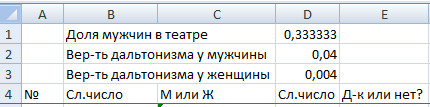 A B C D E
1 Доля мужчин в театре 0,333333
2 Вер-ть дальтонизма у мужчины 0,04
3 Вер-ть дальтонизма у женщины 0,004
4 № Сл.число М или Ж Сл.число Д-к или нет?